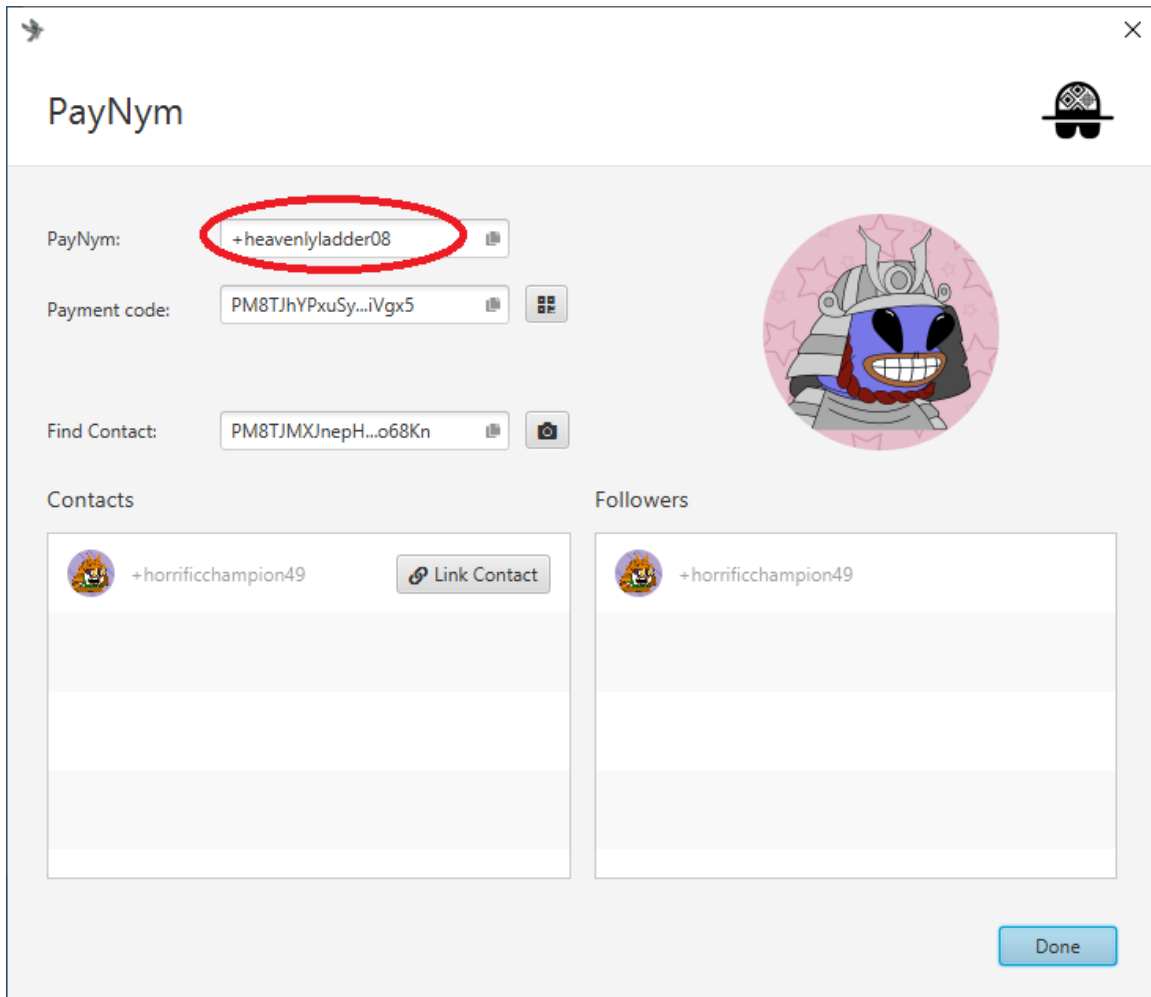 PayNym
PayNym:
+heavenlyladder08
Payment code:
PM8TJhYPxuSy...iVgx5
Find Contact:
PM8TJMXJnepH...o68Kn
Contacts
Followers
+horrificchampion49
Link Contact
+horrificchampion49
Done